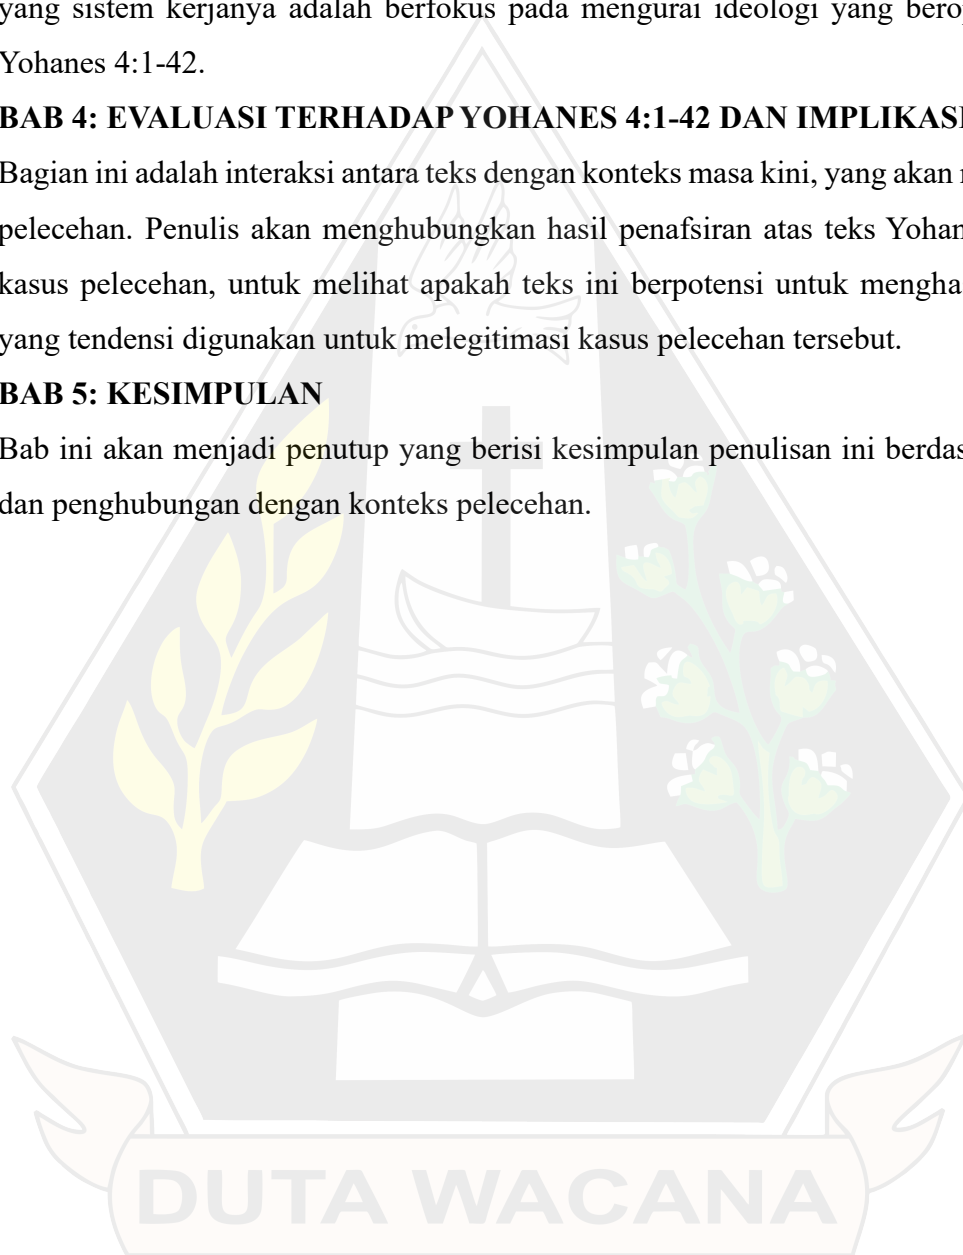 yang sistem kerjanya adalah berfokus pada mengurai ideologi yang
Yohanes 4:1-42.
BAB 4: EVALUASI TERHADAP YOHANES 4:1-42 DAN IMPLIKASI
Bagian ini adalah interaksi antara teks dengan konteks masa kini, yang akan
pelecehan. Penulis akan menghubungkan hasil penafsiran atas teks
kasus pelecehan, untuk melihat apakah teks ini berpotensi untuk
yang tendensi digunakan untuk melegitimasi kasus pelecehan tersebut.
BAB 5: KESIMPULAN
Bab ini akan menjadi penutup yang berisi kesimpulan penulisan ini
dan penghubungan dengan konteks pelecehan.
DUTA WACANA